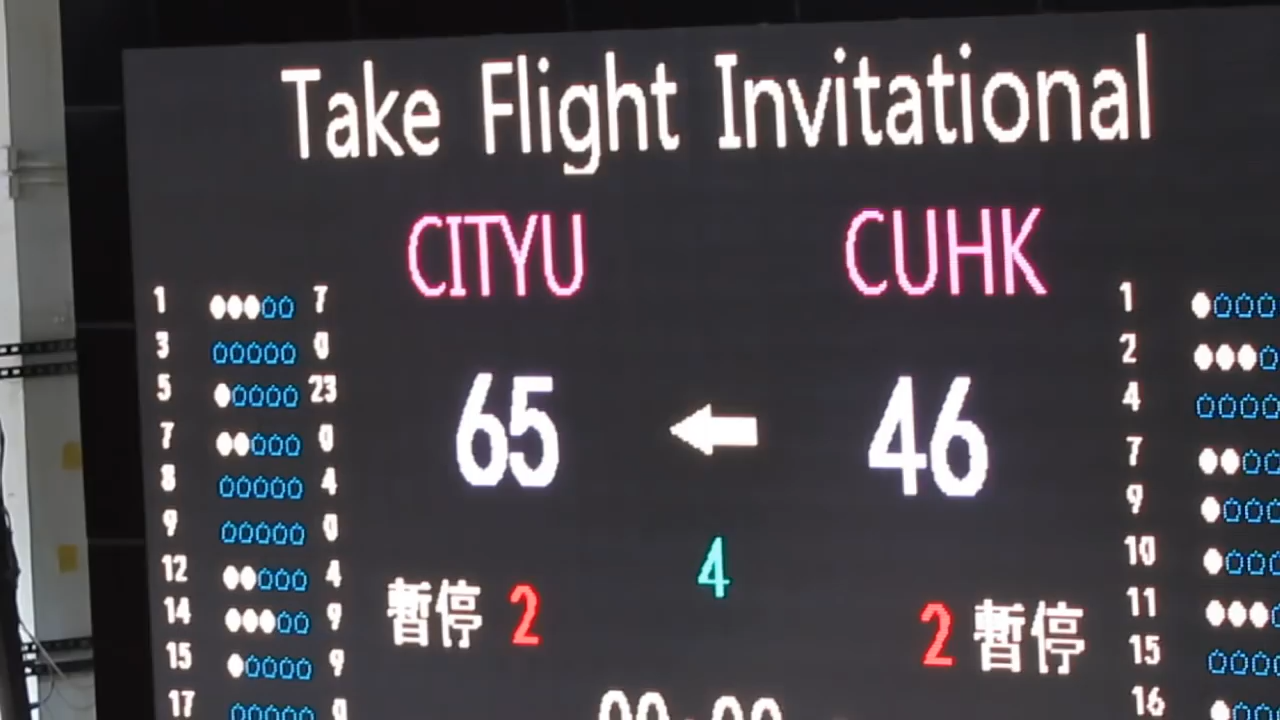 Take Flight Invitational
CITYU CUHK
1 7 1
3 0 2
5 23 4
65 46
7 0 7
8 4 9
9 0 10
4
12 4 11
暫停 2 2 暫停
14 9 15
15 9 16
17
00:00